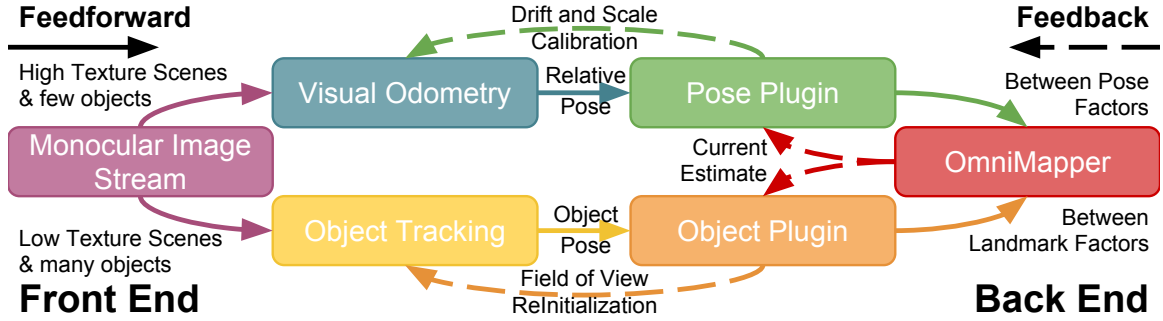 Feedforward
Drift and Scale
Calibration
Feedback
High Texture Scenes
& few objects
Visual Odometry
Relative
Pose
Pose Plugin
Between Pose
Factors
Monocular Image
Stream
Current
Estimate
OmniMapper
Low Texture Scenes
& many objects
Object Tracking
Object
Pose
Object Plugin
Between
Landmark Factors
Field of View
ReInitialization
Front End
Back End